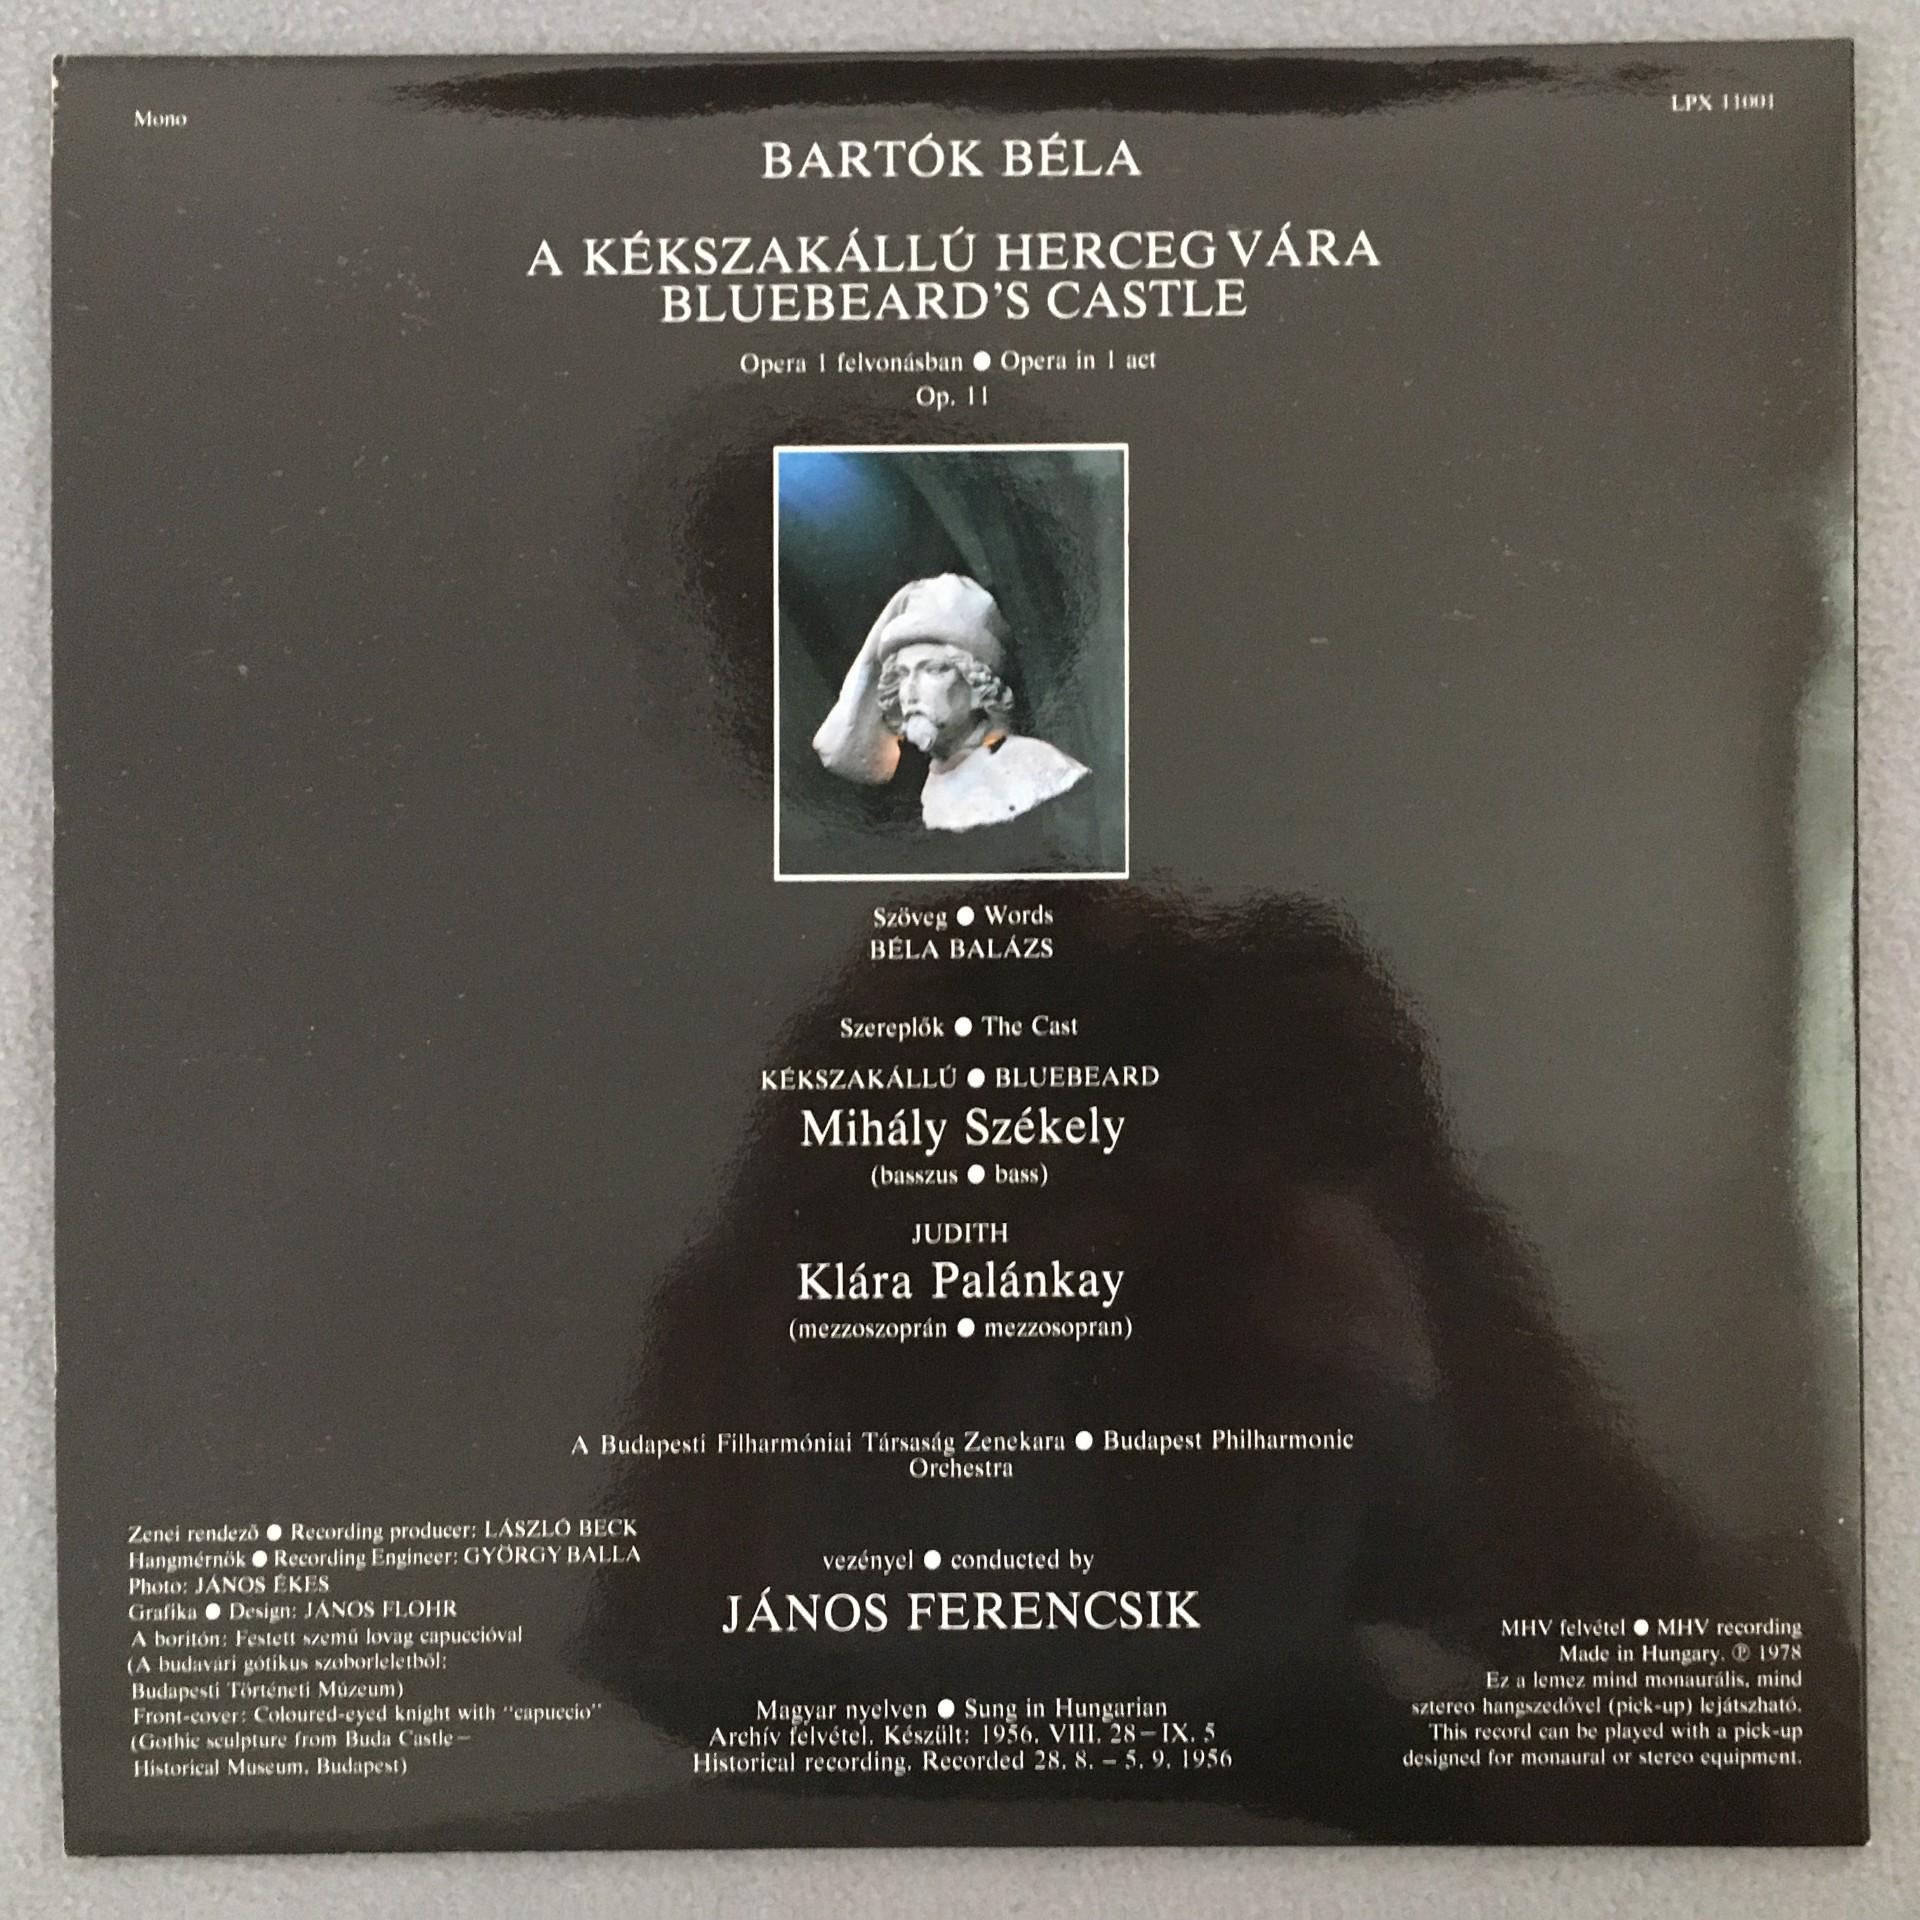 Mono
LPX 11001
BARTÓK BÉLA
A KÉKSZAKÁLLÚ HERCEG VÁRA
BLUEBEARD'S CASTLE
Opera 1 felvonásban ● Opera in 1 act
Op. 11
Szöveg ● Words
BÉLA BALÁZS
Szereplők ● The Cast
KÉKSZAKÁLLÚ ● BLUEBEARD
Mihály Székely
(basszus ● bass)
JUDITH
Klára Palánkay
(mezzoszoprán ● mezzosopran)
A Budapesti Filharmóniai Társaság Zenekara ● Budapest Philharmonic
Orchestra
vezényel ● conducted by
JÁNOS FERENCSIK
Magyar nyelven ● Sung in Hungarian
Archív felvétel. Készült: 1956. VIII. 28–IX. 5
Historical recording. Recorded 28. 8. – 5. 9. 1956
Zenei rendező ● Recording producer: LÁSZLÓ BECK
Hangmérnök ● Recording Engineer: GYÖRGY BALLA
Photo: JÁNOS ÉKES
Grafika ● Design: JÁNOS FLOHR
A borítón: Festett szemű lovag capuccióval
(A budavári gótikus szoborleletből:
Budapesti Történeti Múzeum)
Front-cover: Coloured-eyed knight with "capuccio"
(Gothic sculpture from Buda Castle–
Historical Museum, Budapest)
MHV felvétel ● MHV recording
Made in Hungary. ℗ 1978
Ez a lemez mind monaurális, mind
sztereo hangszedővel (pick-up) lejátszható.
This record can be played with a pick-up
designed for monaural or stereo equipment.